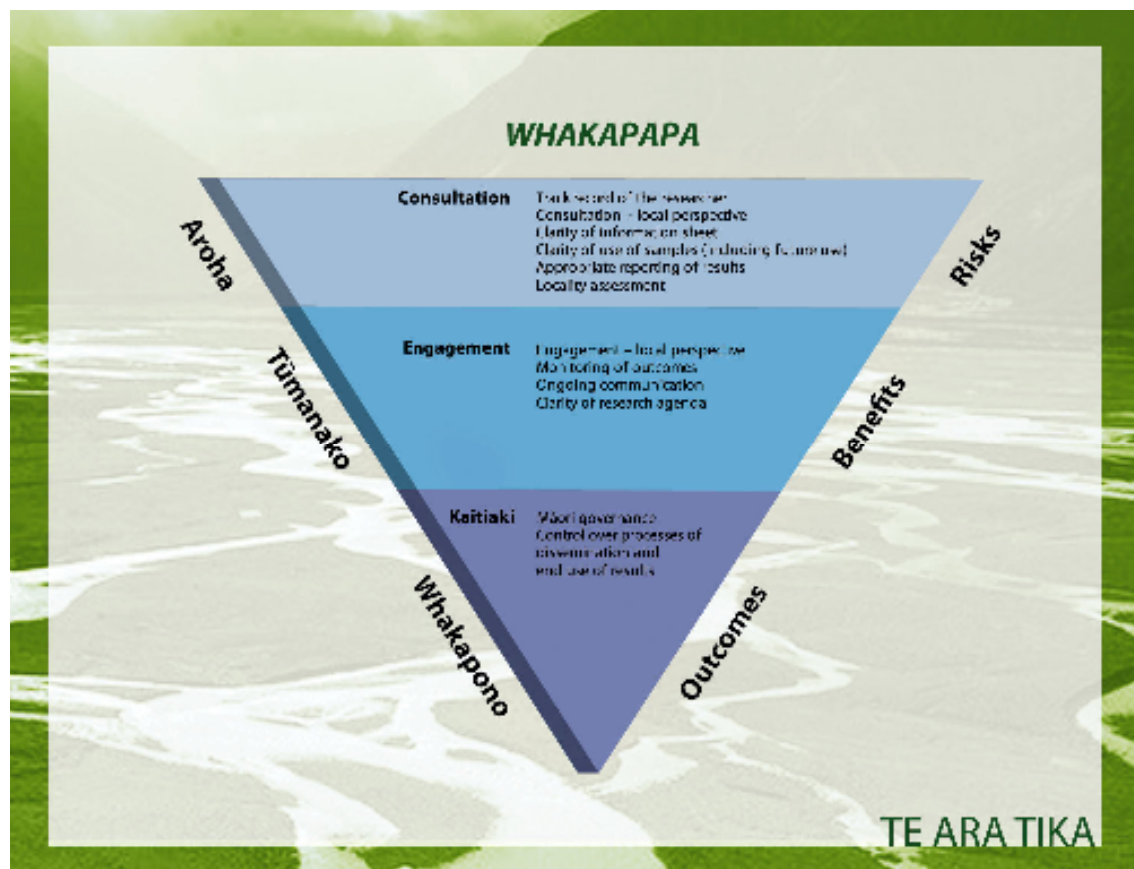 WHAKAPAPA
Consultation
Track record of the researcher
Consultation – local perspective
Clarity of information sheet
Clarity of use of samples (including future use)
Appropriate reporting of results
Locality assessment
Aroha
Risks
Engagement
Engagement – local perspective
Monitoring of outcomes
Ongoing communication
Clarity of research agenda
Tūmanako
Benefits
Kaitiaki
Māori governance
Control over processes of
dissemination and
end use of results
Whakapono
Outcomes
TE ARA TIKA